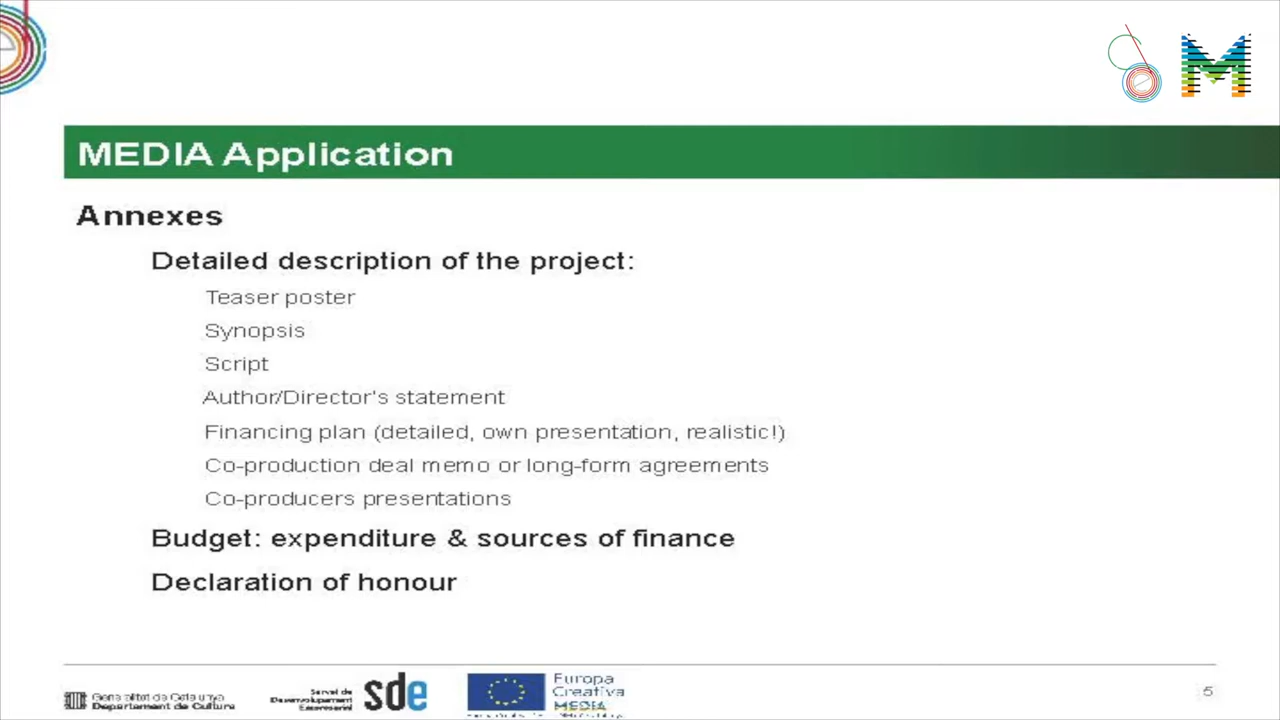 M
MEDIA Application
Annexes
Detailed description of the project:
Teaser poster
Synopsis
Script
Author/Director's statement
Financing plan (detailed, own presentation, realistic!)
Co-production deal memo or long-form agreements
Co-producers presentations
Budget: expenditure & sources of finance
Declaration of honour
Generalitat de Catalunya
Departament de Cultura
Servei de
Desenvolupament
Empresarial
sde
Europa
Creativa
MEDIA
5